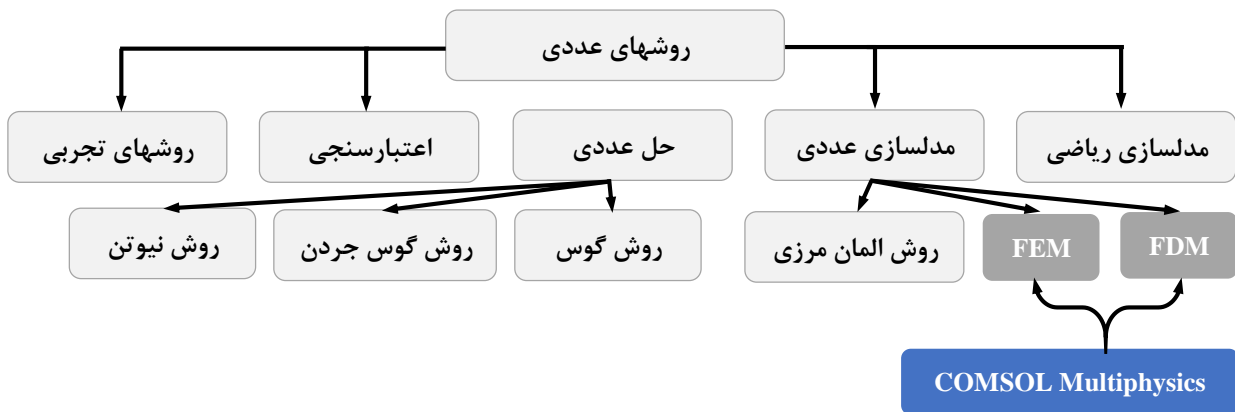 روشهای عددی
مدلسازی ریاضی
مدلسازی عددی
حل عددی
اعتبارسنجی
روشهای تجربی
FDM
FEM
روش المان مرزی
روش گوس
روش گوس جردن
روش نیوتن
COMSOL Multiphysics